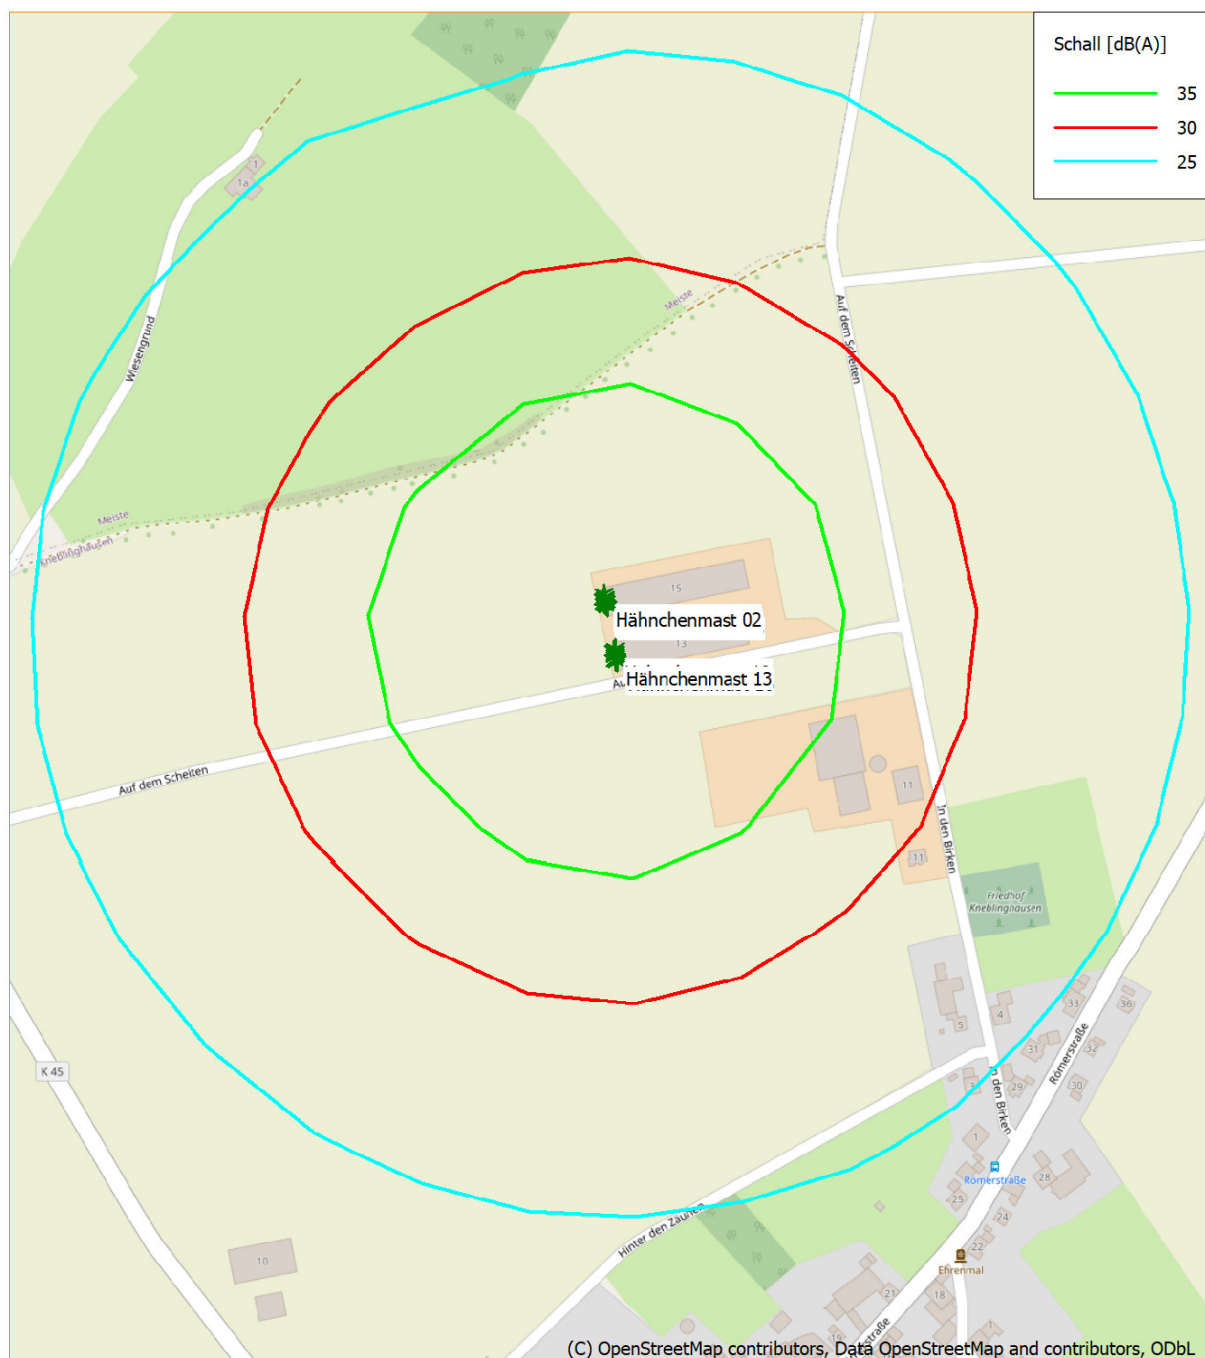 Schall [dB(A)]
35
30
25
1
1a
Wiesengrund
Meiste
Auf dem Scheiten
Meiste
Kneblinghausen
15
Hähnchenmast 02
13
Hähnchenmast 13
Auf dem Scheiten
11
In den Birken
11
Friedhof
Kneblinghausen
33
36
4
5
31
32
Römerstraße
K 45
3
29
30
In den Birken
1
Römerstraße
28
25
24
Hinter den Zäunen
22
Ehrenmal
10
21
18
19
1
(C) OpenStreetMap contributors, Data OpenStreetMap and contributors, ODbL